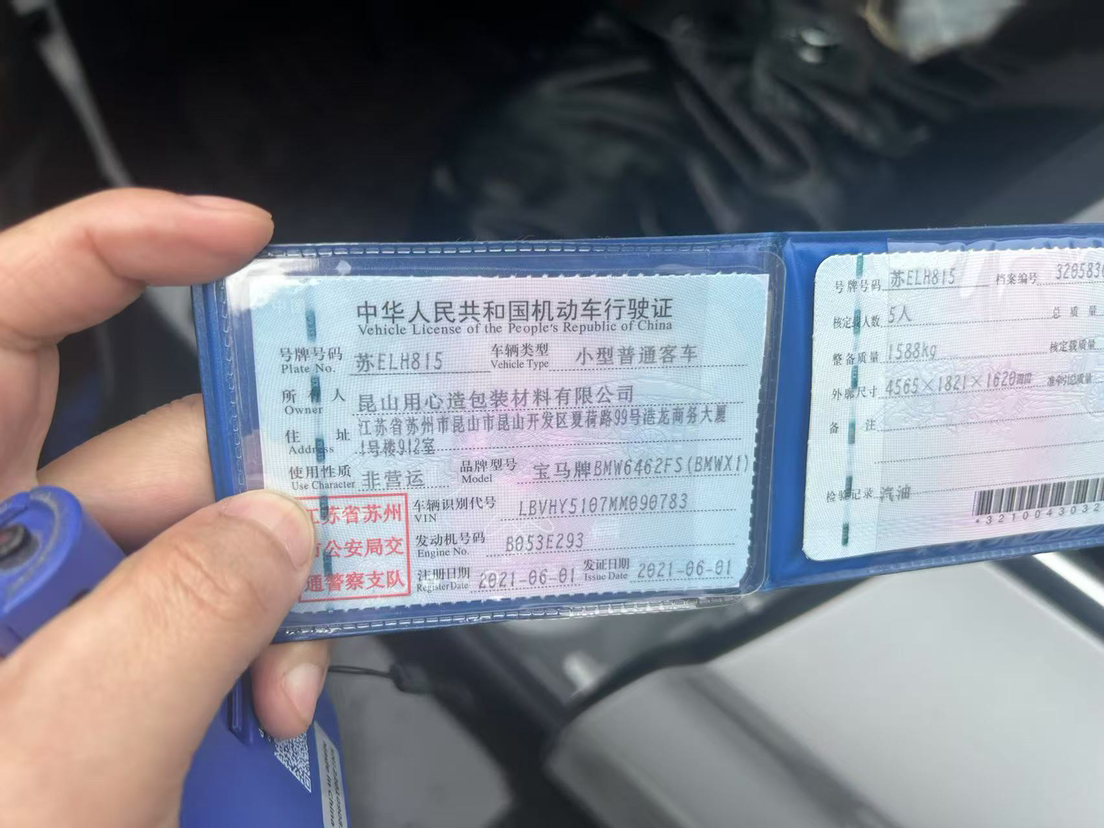 中华人民共和国机动车行驶证
Vehicle License of the People's Republic of China
号牌号码 苏ELH815 车辆类型 小型普通客车
Plate No. Vehicle Type
所有人 昆山用心造包装材料有限公司
Owner
住址 江苏省苏州市昆山市昆山开发区夏荷路99号港龙商务大厦
Address 1号楼912室
使用性质 非营运 品牌型号 宝马牌BMW6462FS(BMWX1)
Use Character Model
江苏省苏州
市公安局交
通警察支队
车辆识别代号 LBVHY5107MM090783
VIN
发动机号码 B053E293
Engine No.
注册日期 2021-06-01 发证日期 2021-06-01
Register Date Issue Date
号牌号码 苏ELH815 档案编号 320583
核定载人数 5人 总质量
整备质量 1588kg 核定载质量
外廓尺寸 4565×1821×1620mm 准牵引总质量
备注
检验记录 汽油
*3210043032